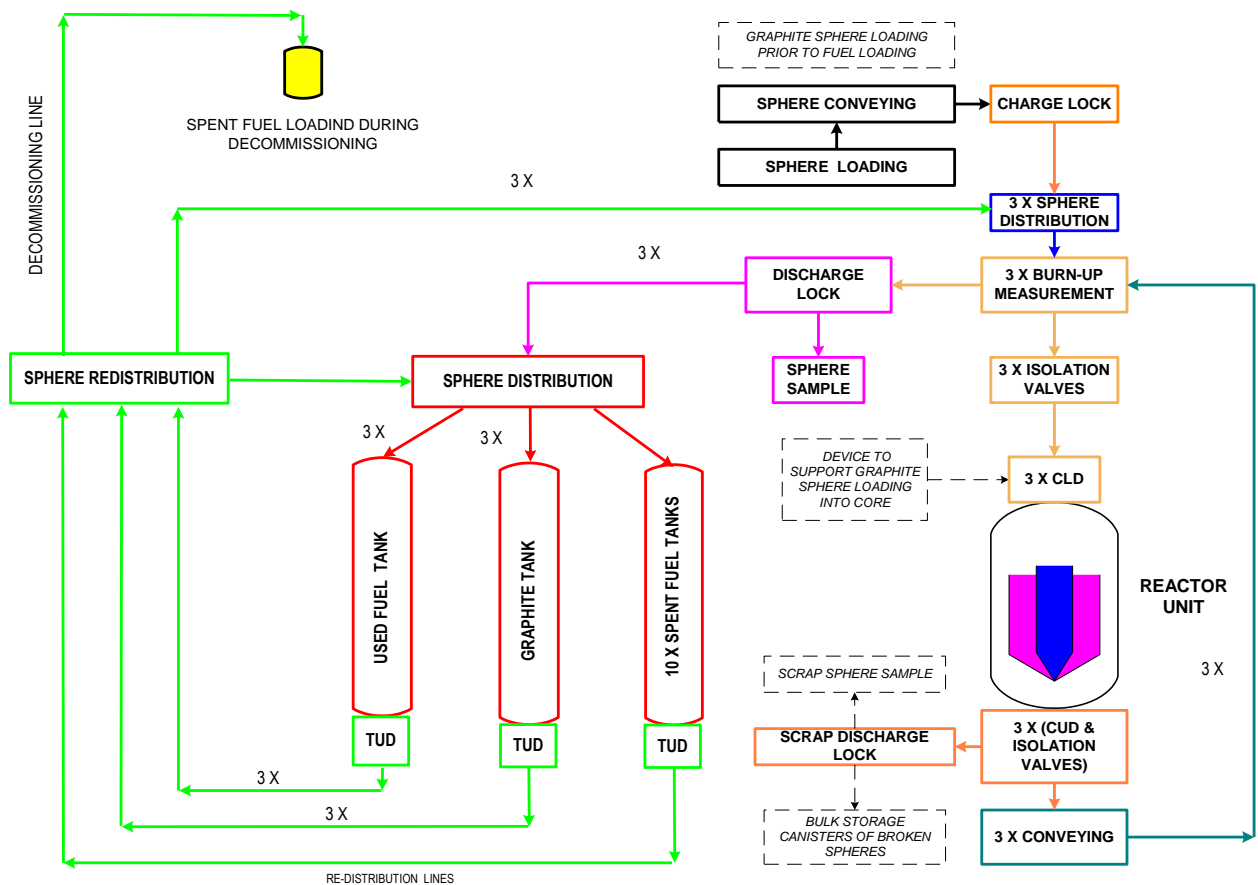 GRAPHITE SPHERE LOADING
PRIOR TO FUEL LOADING
SPHERE CONVEYING
CHARGE LOCK
SPENT FUEL LOADIND DURING
DECOMMISSIONING
SPHERE LOADING
DECOMMISSIONING LINE
3 X
3 X SPHERE
DISTRIBUTION
3 X
DISCHARGE
LOCK
3 X BURN-UP
MEASUREMENT
SPHERE REDISTRIBUTION
SPHERE DISTRIBUTION
SPHERE
SAMPLE
3 X ISOLATION
VALVES
3 X
3 X
DEVICE TO
SUPPORT GRAPHITE
SPHERE LOADING
INTO CORE
3 X CLD
USED FUEL TANK
GRAPHITE TANK
10 X SPENT FUEL TANKS
REACTOR
UNIT
3 X
SCRAP SPHERE SAMPLE
TUD
TUD
TUD
SCRAP DISCHARGE
LOCK
3 X (CUD &
ISOLATION
VALVES)
3 X
3 X
BULK STORAGE
CANISTERS OF BROKEN
SPHERES
3 X CONVEYING
RE-DISTRIBUTION LINES